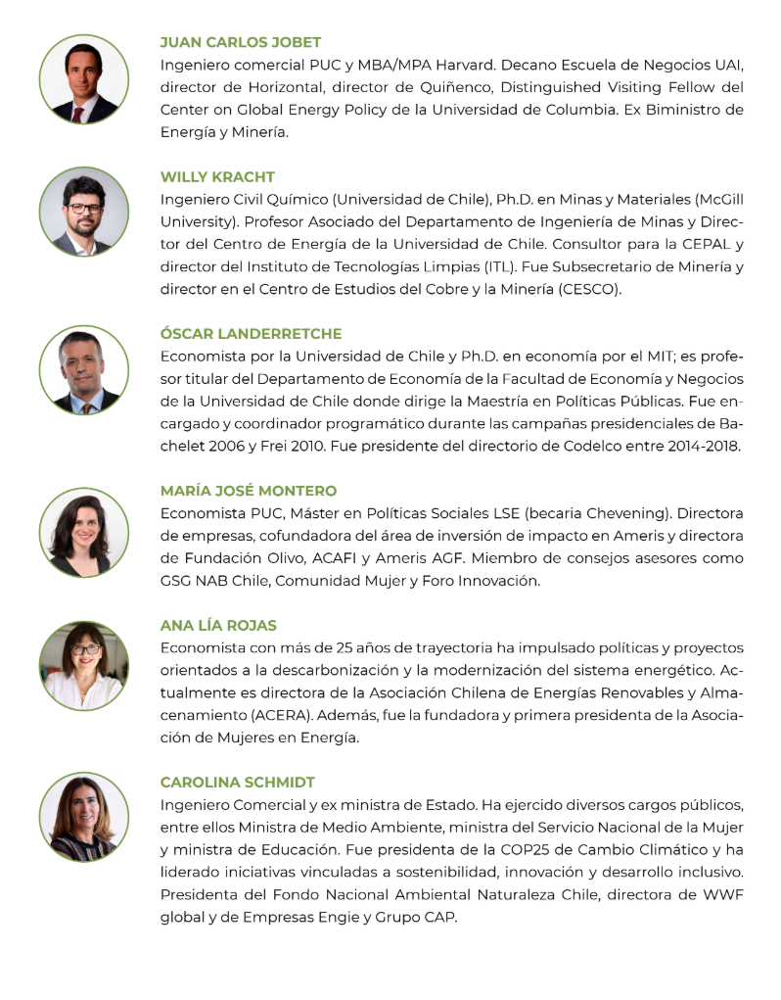 JUAN CARLOS JOBET
Ingeniero comercial PUC y MBA/MPA Harvard. Decano Escuela de Negocios UAI,
director de Horizontal, director de Quiñenco, Distinguished Visiting Fellow del
Center on Global Energy Policy de la Universidad de Columbia. Ex Biministro de
Energía y Minería.
WILLY KRACHT
Ingeniero Civil Químico (Universidad de Chile), Ph.D. en Minas y Materiales (McGill
University). Profesor Asociado del Departamento de Ingeniería de Minas y Direc-
tor del Centro de Energía de la Universidad de Chile. Consultor para la CEPAL y
director del Instituto de Tecnologías Limpias (ITL). Fue Subsecretario de Minería y
director en el Centro de Estudios del Cobre y la Minería (CESCO).
ÓSCAR LANDERRETCHE
Economista por la Universidad de Chile y Ph.D. en economía por el MIT; es profe-
sor titular del Departamento de Economía de la Facultad de Economía y Negocios
de la Universidad de Chile donde dirige la Maestría en Políticas Públicas. Fue en-
cargado y coordinador programático durante las campañas presidenciales de Ba-
chelet 2006 y Frei 2010. Fue presidente del directorio de Codelco entre 2014-2018.
MARÍA JOSÉ MONTERO
Economista PUC, Máster en Políticas Sociales LSE (becaria Chevening). Directora
de empresas, cofundadora del área de inversión de impacto en Ameris y directora
de Fundación Olivo, ACAFI y Ameris AGF. Miembro de consejos asesores como
GSG NAB Chile, Comunidad Mujer y Foro Innovación.
ANA LÍA ROJAS
Economista con más de 25 años de trayectoria ha impulsado políticas y proyectos
orientados a la descarbonización y la modernización del sistema energético. Ac-
tualmente es directora de la Asociación Chilena de Energías Renovables y Alma-
cenamiento (ACERA). Además, fue la fundadora y primera presidenta de la Asocia-
ción de Mujeres en Energía.
CAROLINA SCHMIDT
Ingeniero Comercial y ex ministra de Estado. Ha ejercido diversos cargos públicos,
entre ellos Ministra de Medio Ambiente, ministra del Servicio Nacional de la Mujer
y ministra de Educación. Fue presidenta de la COP25 de Cambio Climático y ha
liderado iniciativas vinculadas a sostenibilidad, innovación y desarrollo inclusivo.
Presidenta del Fondo Nacional Ambiental Naturaleza Chile, directora de WWF
global y de Empresas Engie y Grupo CAP.